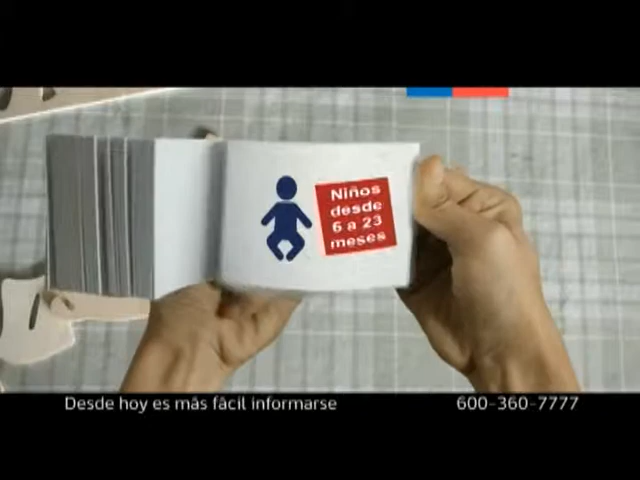 Niños
desde
6 a 23
meses
Desde hoy es más fácil informarse
600-360-7777